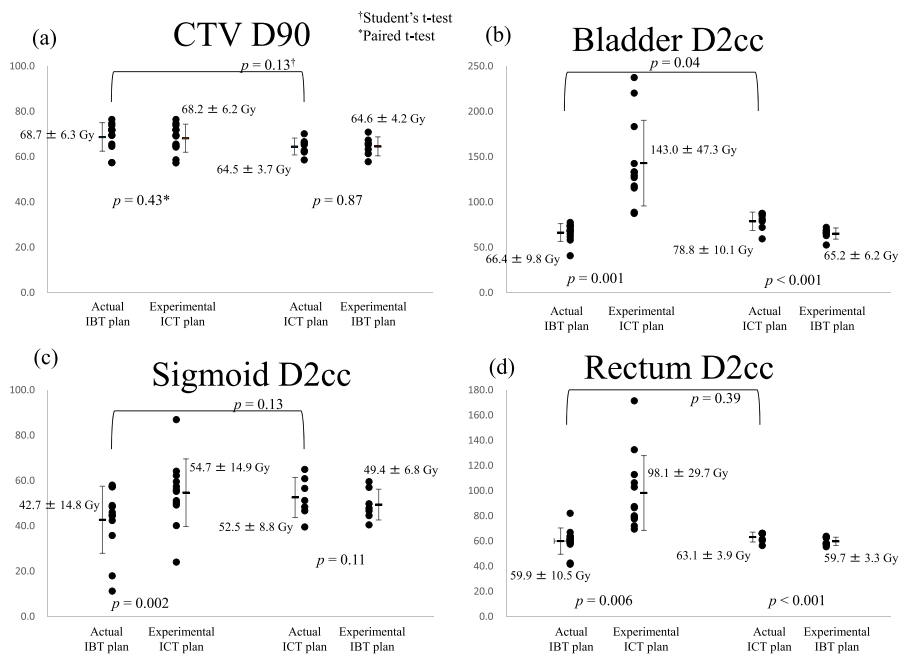 (a)
CTV D90
†Student's t-test
*Paired t-test
100.0
80.0
60.0
40.0
20.0
0.0
p = 0.13†
68.7 ± 6.3 Gy
68.2 ± 6.2 Gy
64.5 ± 3.7 Gy
64.6 ± 4.2 Gy
p = 0.43*
p = 0.87
Actual
IBT plan
Experimental
ICT plan
Actual
ICT plan
Experimental
IBT plan
(b)
Bladder D2cc
250.0
200.0
150.0
100.0
50.0
0.0
p = 0.04
66.4 ± 9.8 Gy
143.0 ± 47.3 Gy
78.8 ± 10.1 Gy
65.2 ± 6.2 Gy
p = 0.001
p < 0.001
Actual
IBT plan
Experimental
ICT plan
Actual
ICT plan
Experimental
IBT plan
(c)
Sigmoid D2cc
100.0
80.0
60.0
40.0
20.0
0.0
p = 0.13
42.7 ± 14.8 Gy
54.7 ± 14.9 Gy
52.5 ± 8.8 Gy
49.4 ± 6.8 Gy
p = 0.002
p = 0.11
Actual
IBT plan
Experimental
ICT plan
Actual
ICT plan
Experimental
IBT plan
(d)
Rectum D2cc
180.0
160.0
140.0
120.0
100.0
80.0
60.0
40.0
20.0
0.0
p = 0.39
59.9 ± 10.5 Gy
98.1 ± 29.7 Gy
63.1 ± 3.9 Gy
59.7 ± 3.3 Gy
p = 0.006
p < 0.001
Actual
IBT plan
Experimental
ICT plan
Actual
ICT plan
Experimental
IBT plan